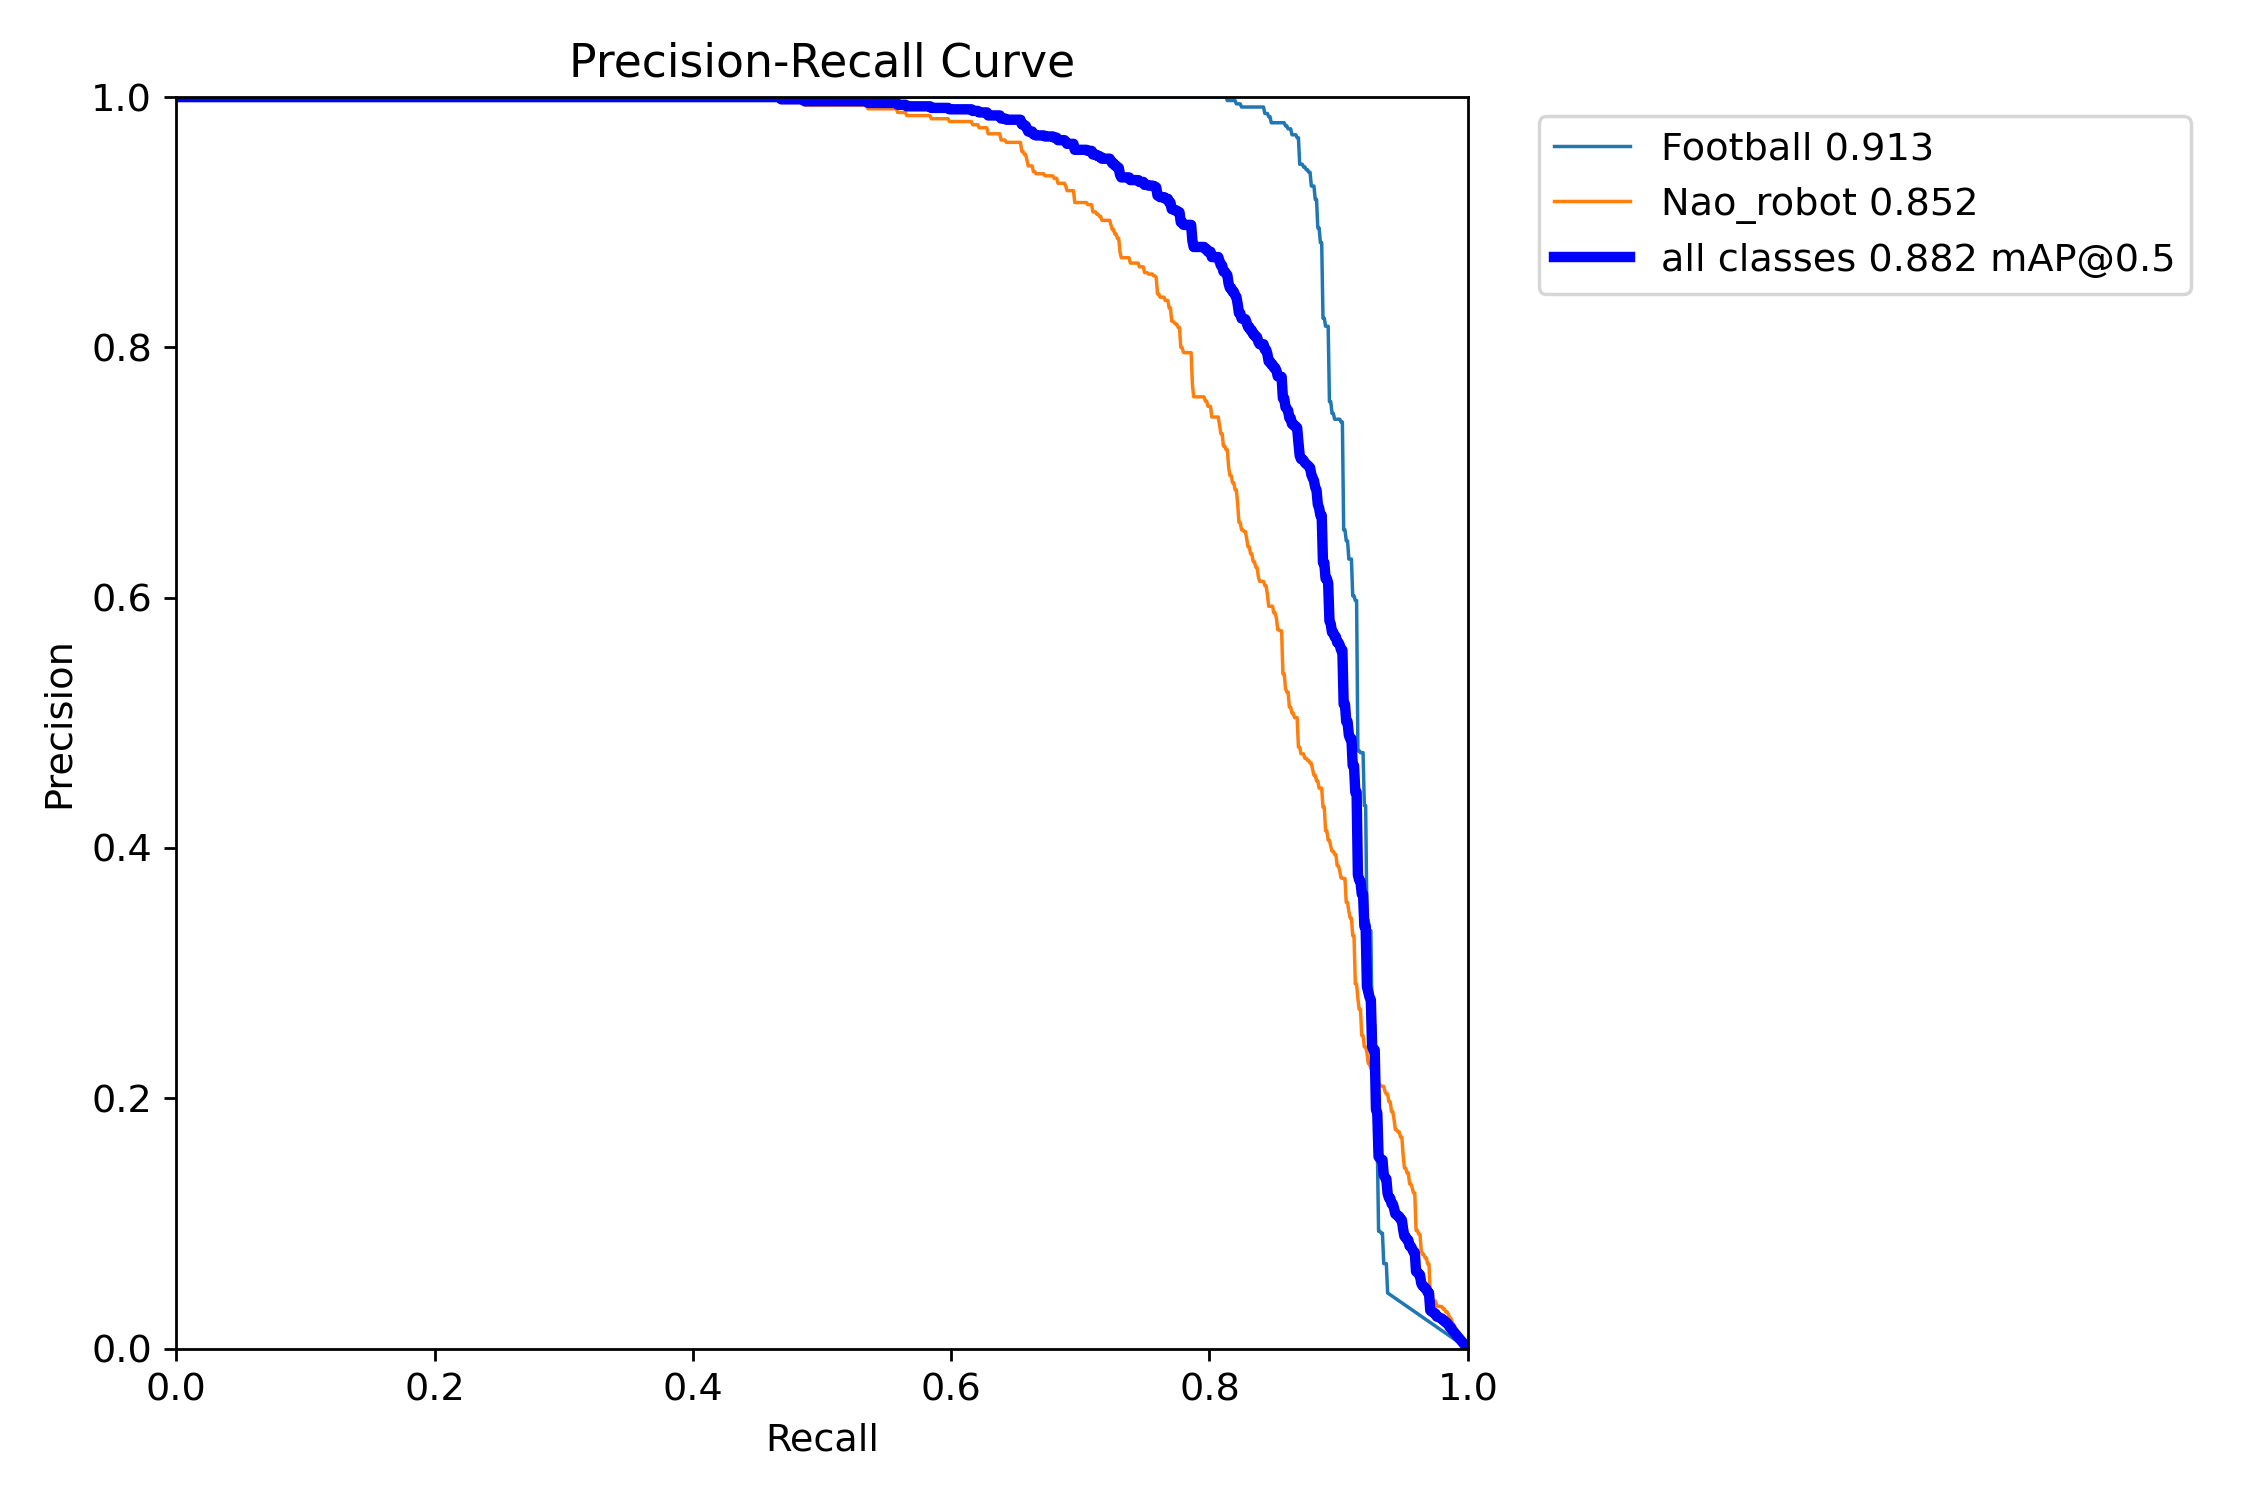 Precision-Recall Curve
1.0
0.8
0.6
0.4
0.2
0.0
Precision
0.0 0.2 0.4 0.6 0.8 1.0
Recall
Football 0.913
Nao_robot 0.852
all classes 0.882 mAP@0.5